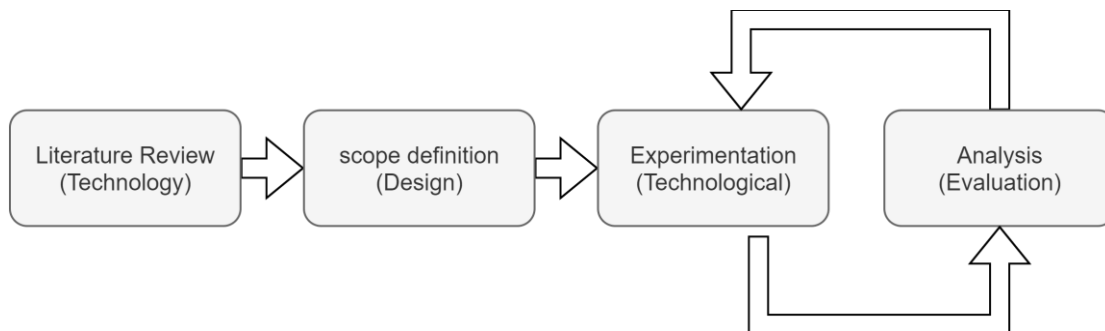 Literature Review
(Technology)
scope definition
(Design)
Experimentation
(Technological)
Analysis
(Evaluation)